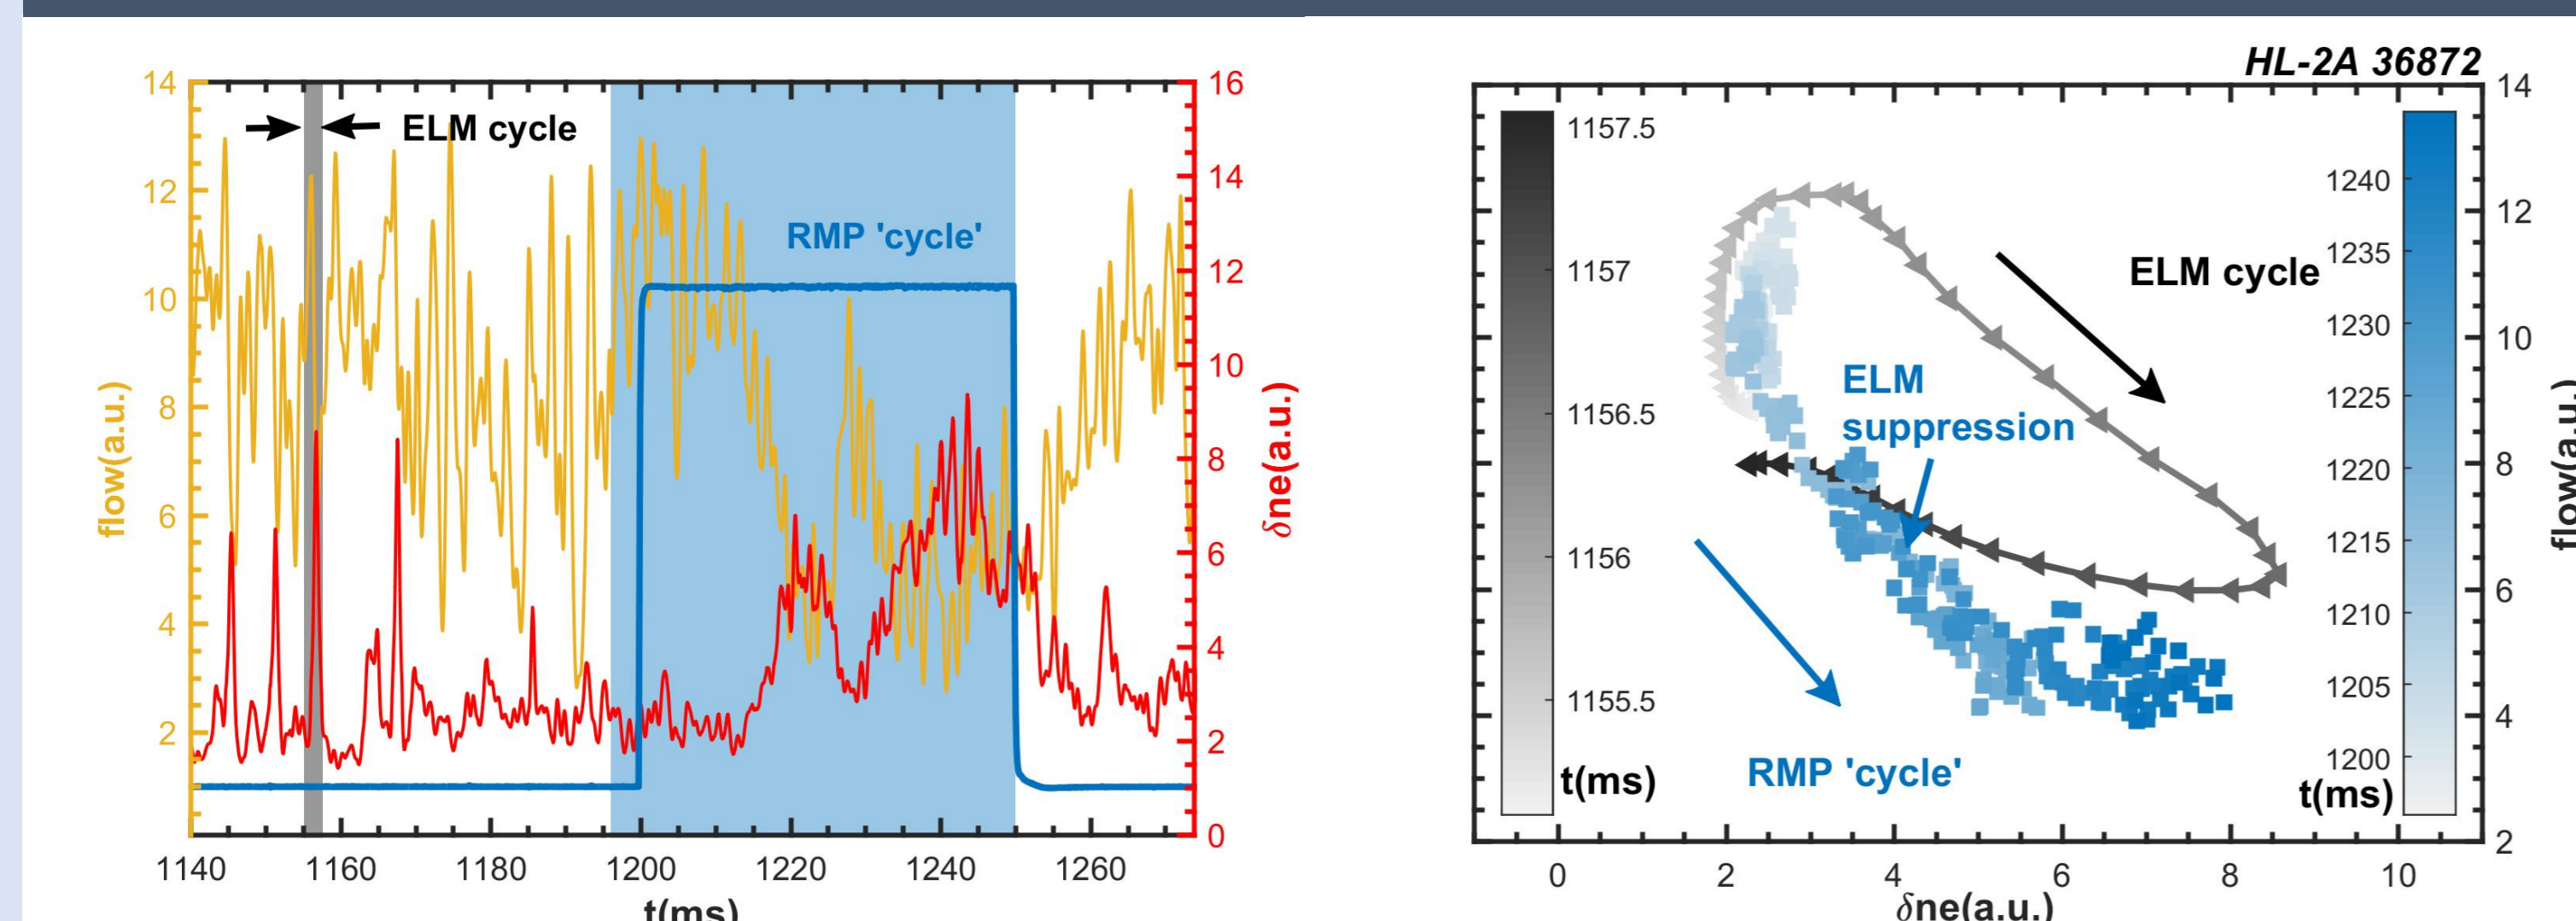 HL-2A 36872
14
12
10
8
6
4
2
flow(a.u.)
ELM cycle
RMP 'cycle'
16
14
12
10
8
6
4
2
0
δne(a.u.)
1140 1160 1180 1200 1220 1240 1260
t(ms)
1157.5
1157
1156.5
1156
1155.5
t(ms)
ELM cycle
ELM
suppression
RMP 'cycle'
1240
1235
1230
1225
1220
1215
1210
1205
1200
t(ms)
14
12
10
8
6
4
2
flow(a.u.)
0 2 4 6 8 10
δne(a.u.)